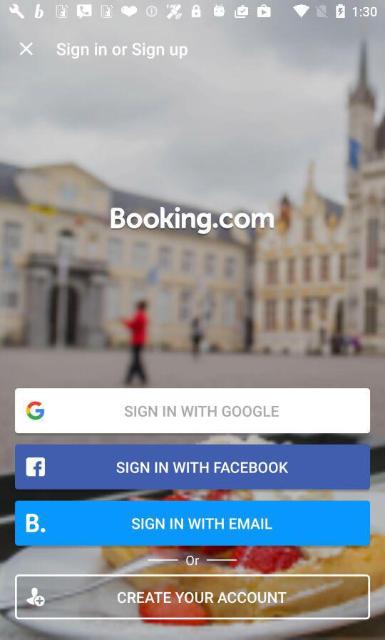 1:30
Sign in or Sign up
Booking.com
SIGN IN WITH GOOGLE
SIGN IN WITH FACEBOOK
B. SIGN IN WITH EMAIL
Or
CREATE YOUR ACCOUNT